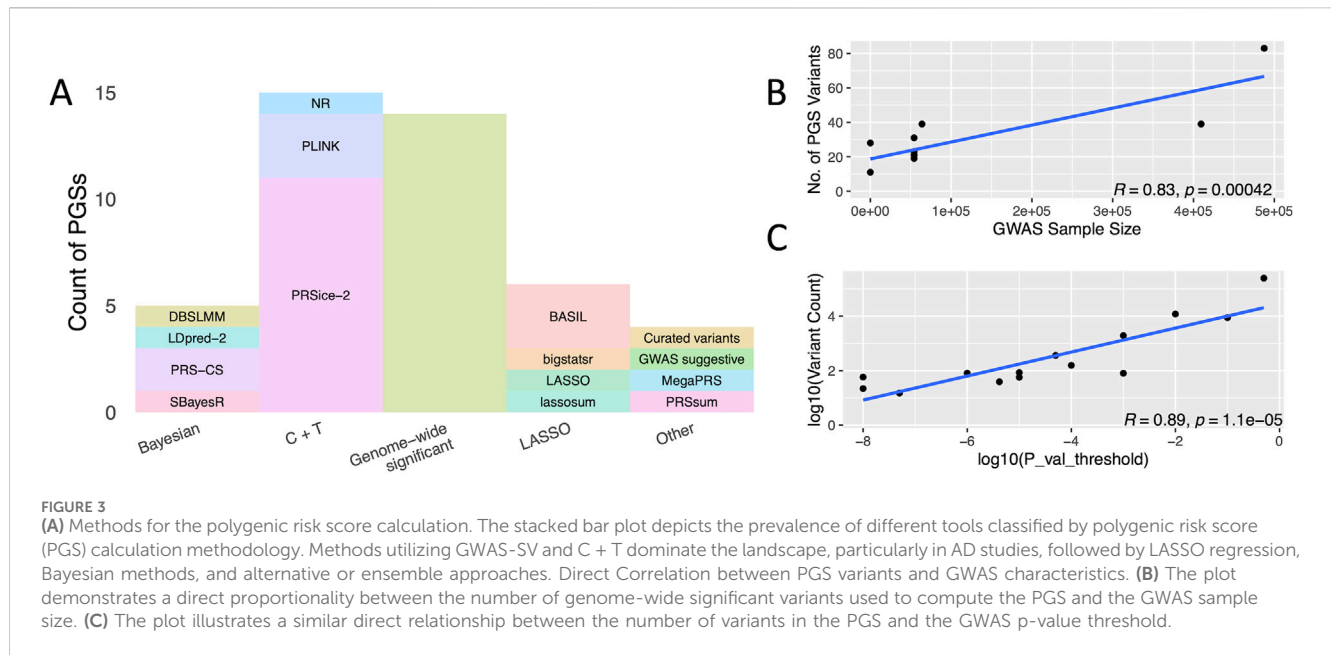 A
15
10
5
0
Count of PGSs
NR
PLINK
PRSice-2
DBSLMM
LDpred-2
PRS-CS
SBayesR
BASIL
bigstatsr
LASSO
lassosum
Curated variants
GWAS suggestive
MegaPRS
PRSsum
Bayesian
C + T
Genome-wide
significant
LASSO
Other
B
80
60
40
20
0
No. of PGS Variants
R = 0.83, p = 0.00042
0e+00 1e+05 2e+05 3e+05 4e+05 5e+05
GWAS Sample Size
C
4
2
0
log10(Variant Count)
R = 0.89, p = 1.1e-05
-8 -6 -4 -2 0
log10(P_val_threshold)
FIGURE 3
(A) Methods for the polygenic risk score calculation. The stacked bar plot depicts the prevalence of different tools classified by polygenic risk score
(PGS) calculation methodology. Methods utilizing GWAS-SV and C + T dominate the landscape, particularly in AD studies, followed by LASSO regression,
Bayesian methods, and alternative or ensemble approaches. Direct Correlation between PGS variants and GWAS characteristics. (B) The plot
demonstrates a direct proportionality between the number of genome-wide significant variants used to compute the PGS and the GWAS sample
size. (C) The plot illustrates a similar direct relationship between the number of variants in the PGS and the GWAS p-value threshold.